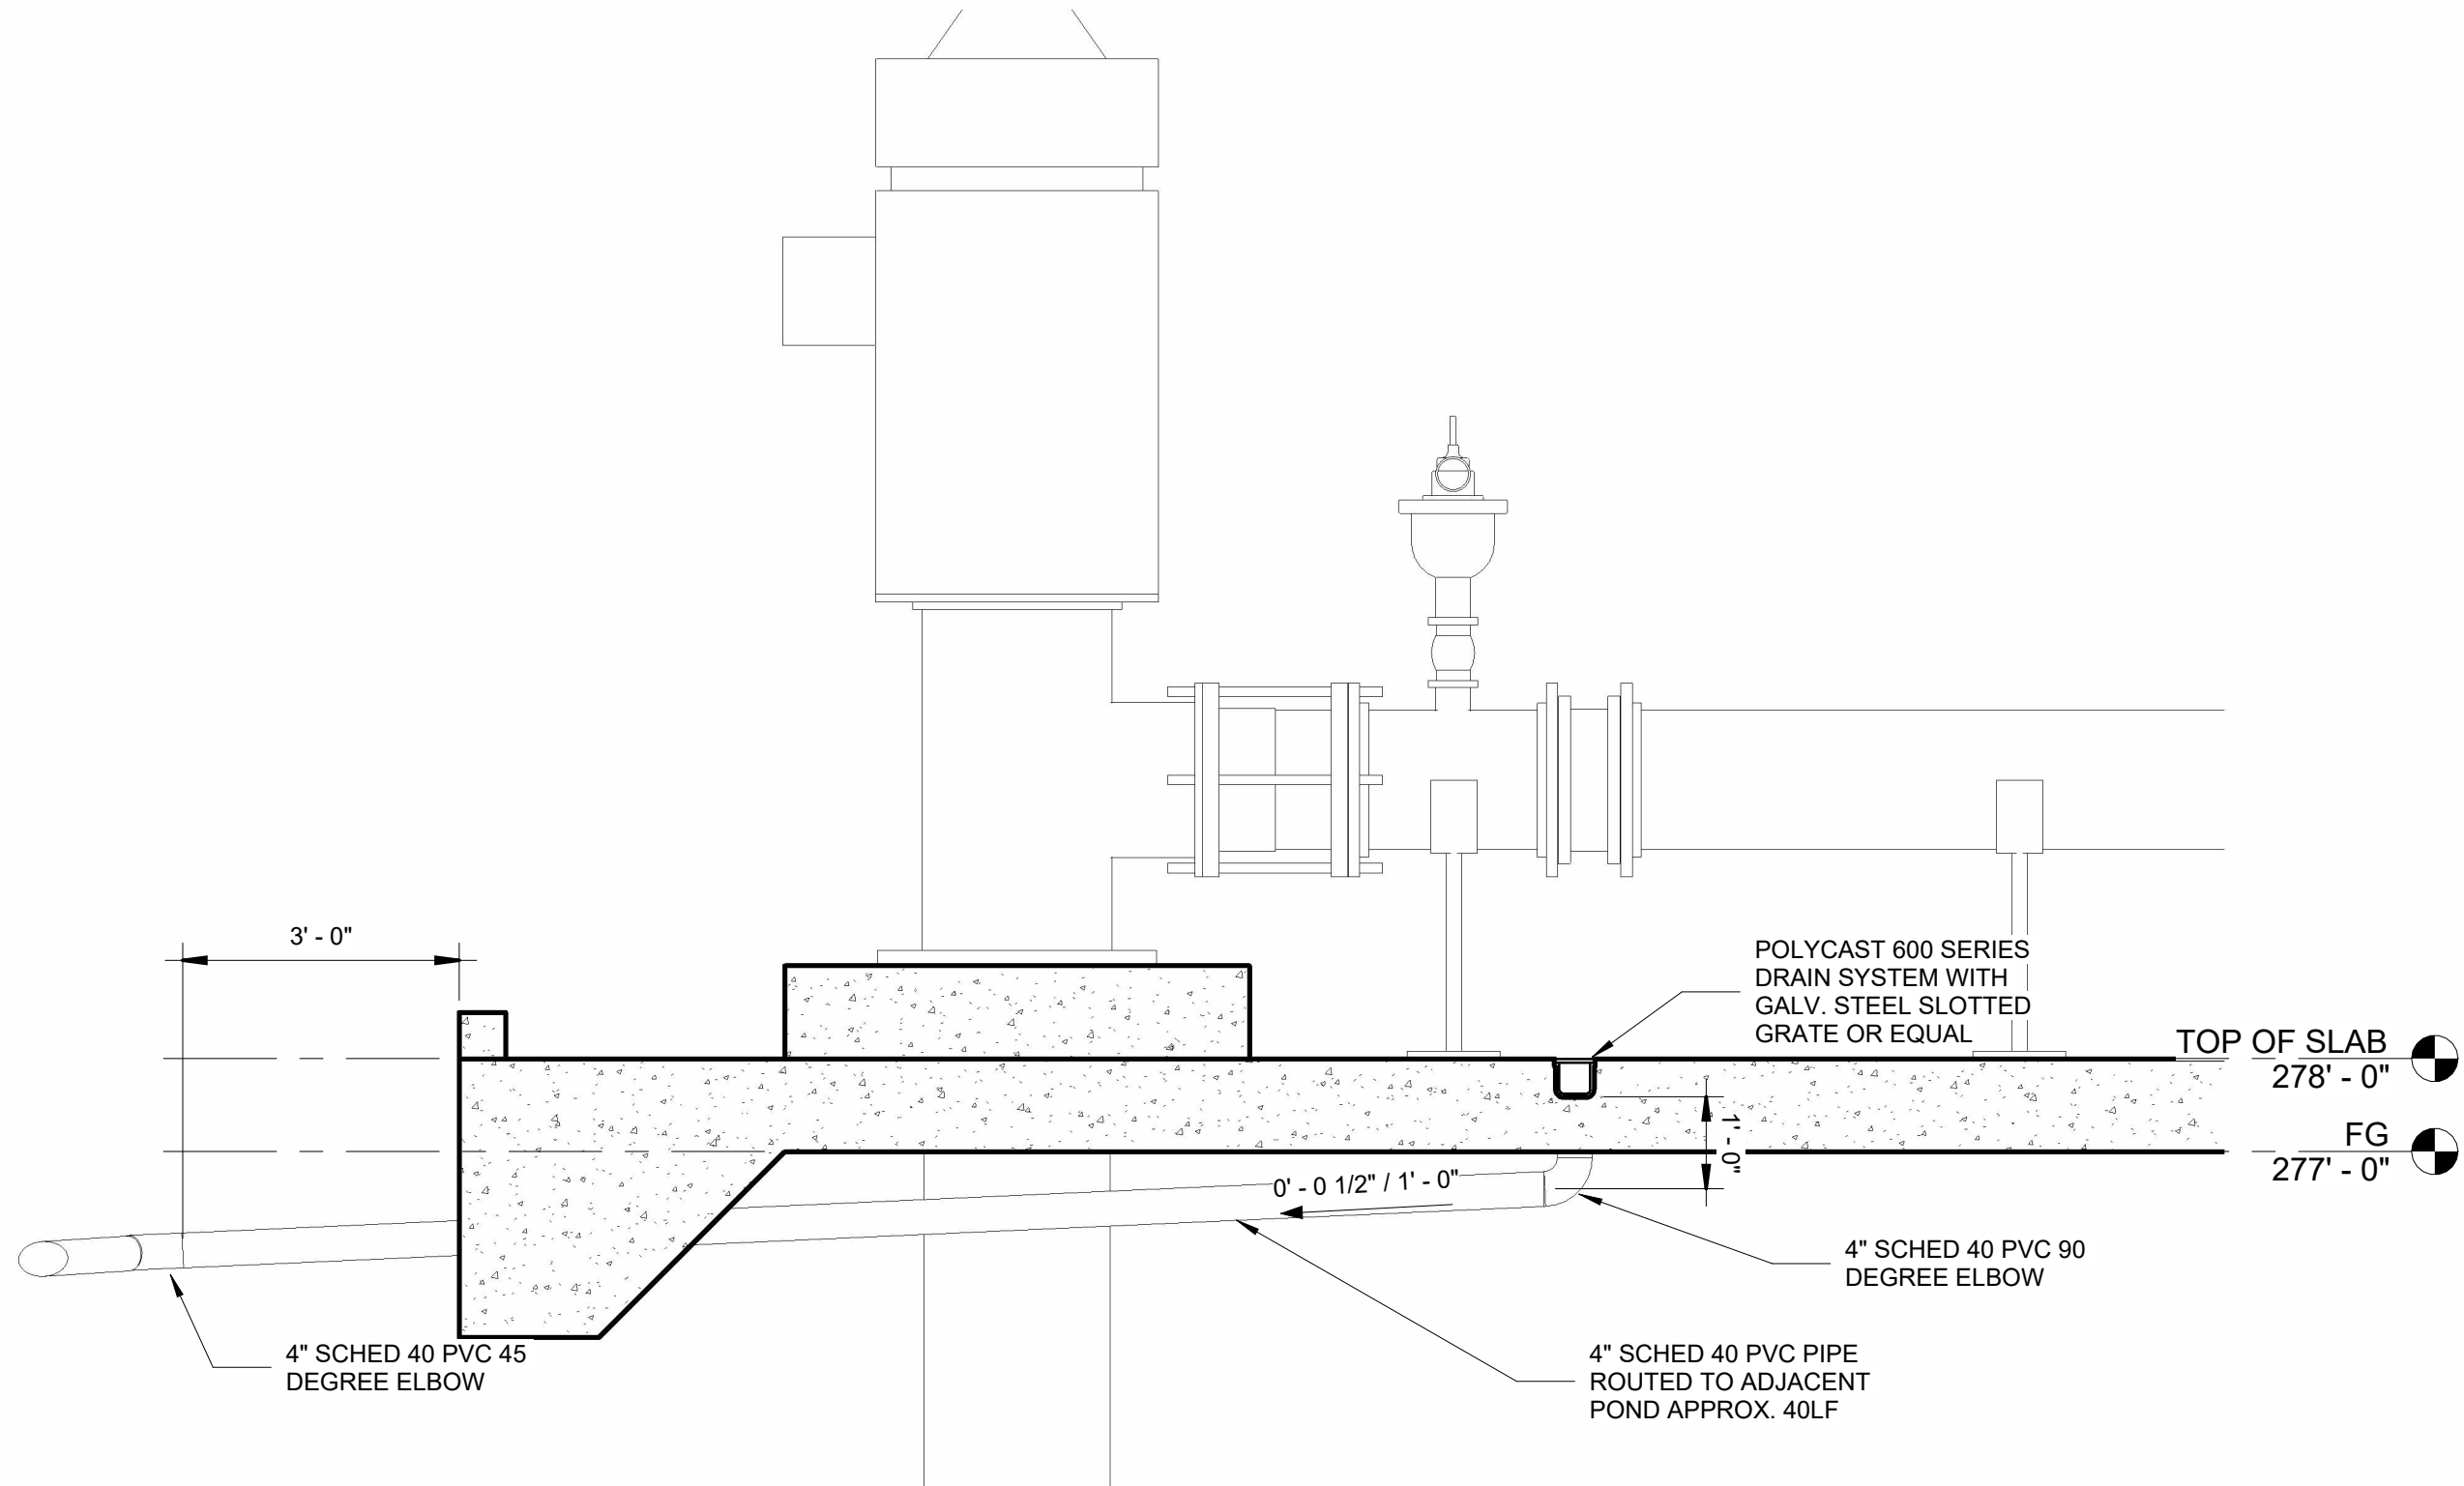 3' - 0"
POLYCAST 600 SERIES
DRAIN SYSTEM WITH
GALV. STEEL SLOTTED
GRATE OR EQUAL
TOP OF SLAB
278' - 0"
FG
277' - 0"
1' - 0"
0' - 0 1/2" / 1' - 0"
4" SCHED 40 PVC 90
DEGREE ELBOW
4" SCHED 40 PVC 45
DEGREE ELBOW
4" SCHED 40 PVC PIPE
ROUTED TO ADJACENT
POND APPROX. 40LF